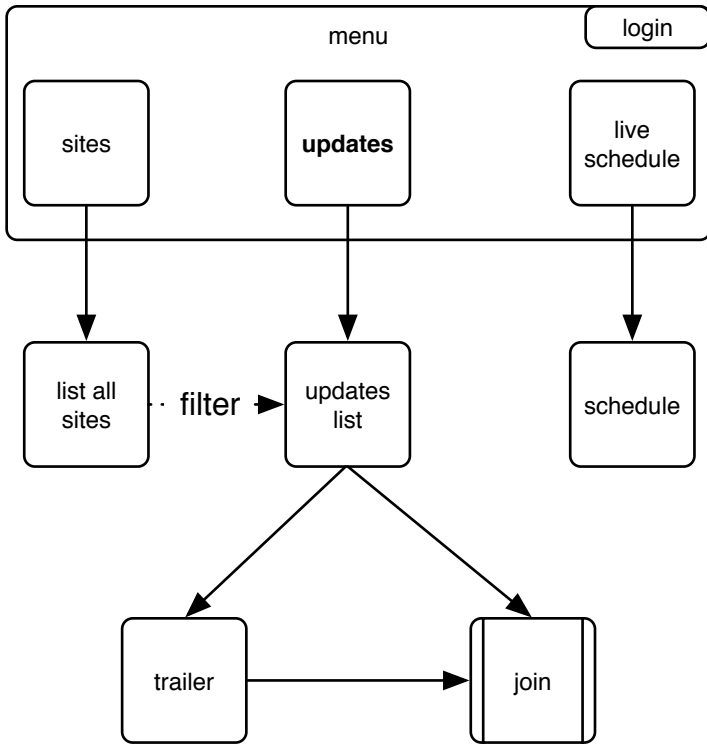 menu
login
sites
updates
live
schedule
list all
sites
filter
updates
list
schedule
trailer
join